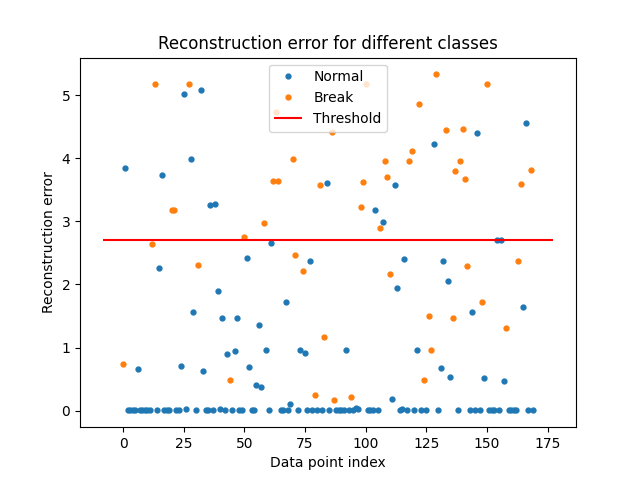 Reconstruction error for different classes
Normal
Break
Threshold
Reconstruction error
5
4
3
2
1
0
0 25 50 75 100 125 150 175
Data point index